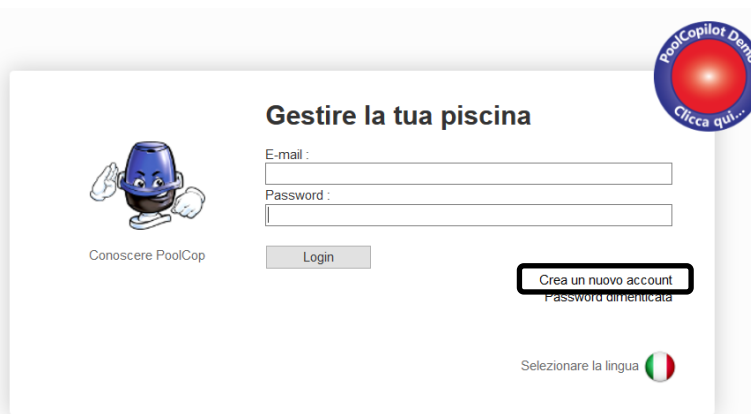 PoolCopilot Demo
Clicca qui...
Gestire la tua piscina
E-mail :
Password :
Conoscere PoolCop
Login
Crea un nuovo account
Password dimenticata
Selezionare la lingua